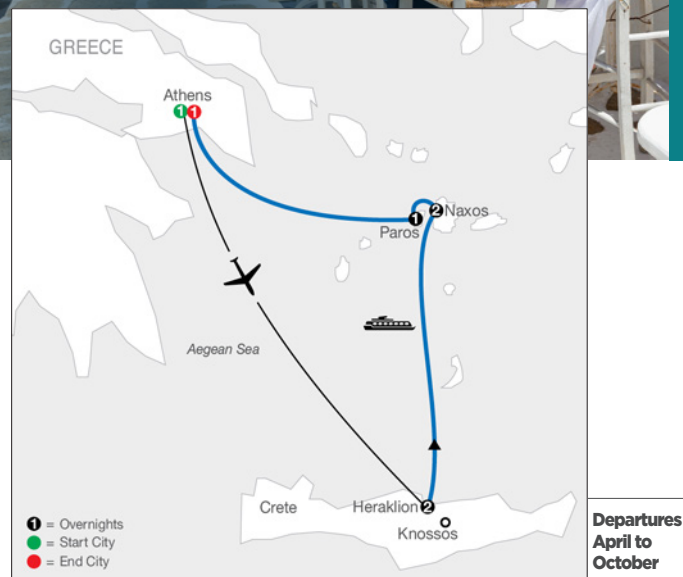 GREECE
Athens
1 1
2 Naxos
1
Paros
Aegean Sea
Crete
Heraklion 2
Knossos
1 = Overnights
= Start City
= End City
Departures
April to
October